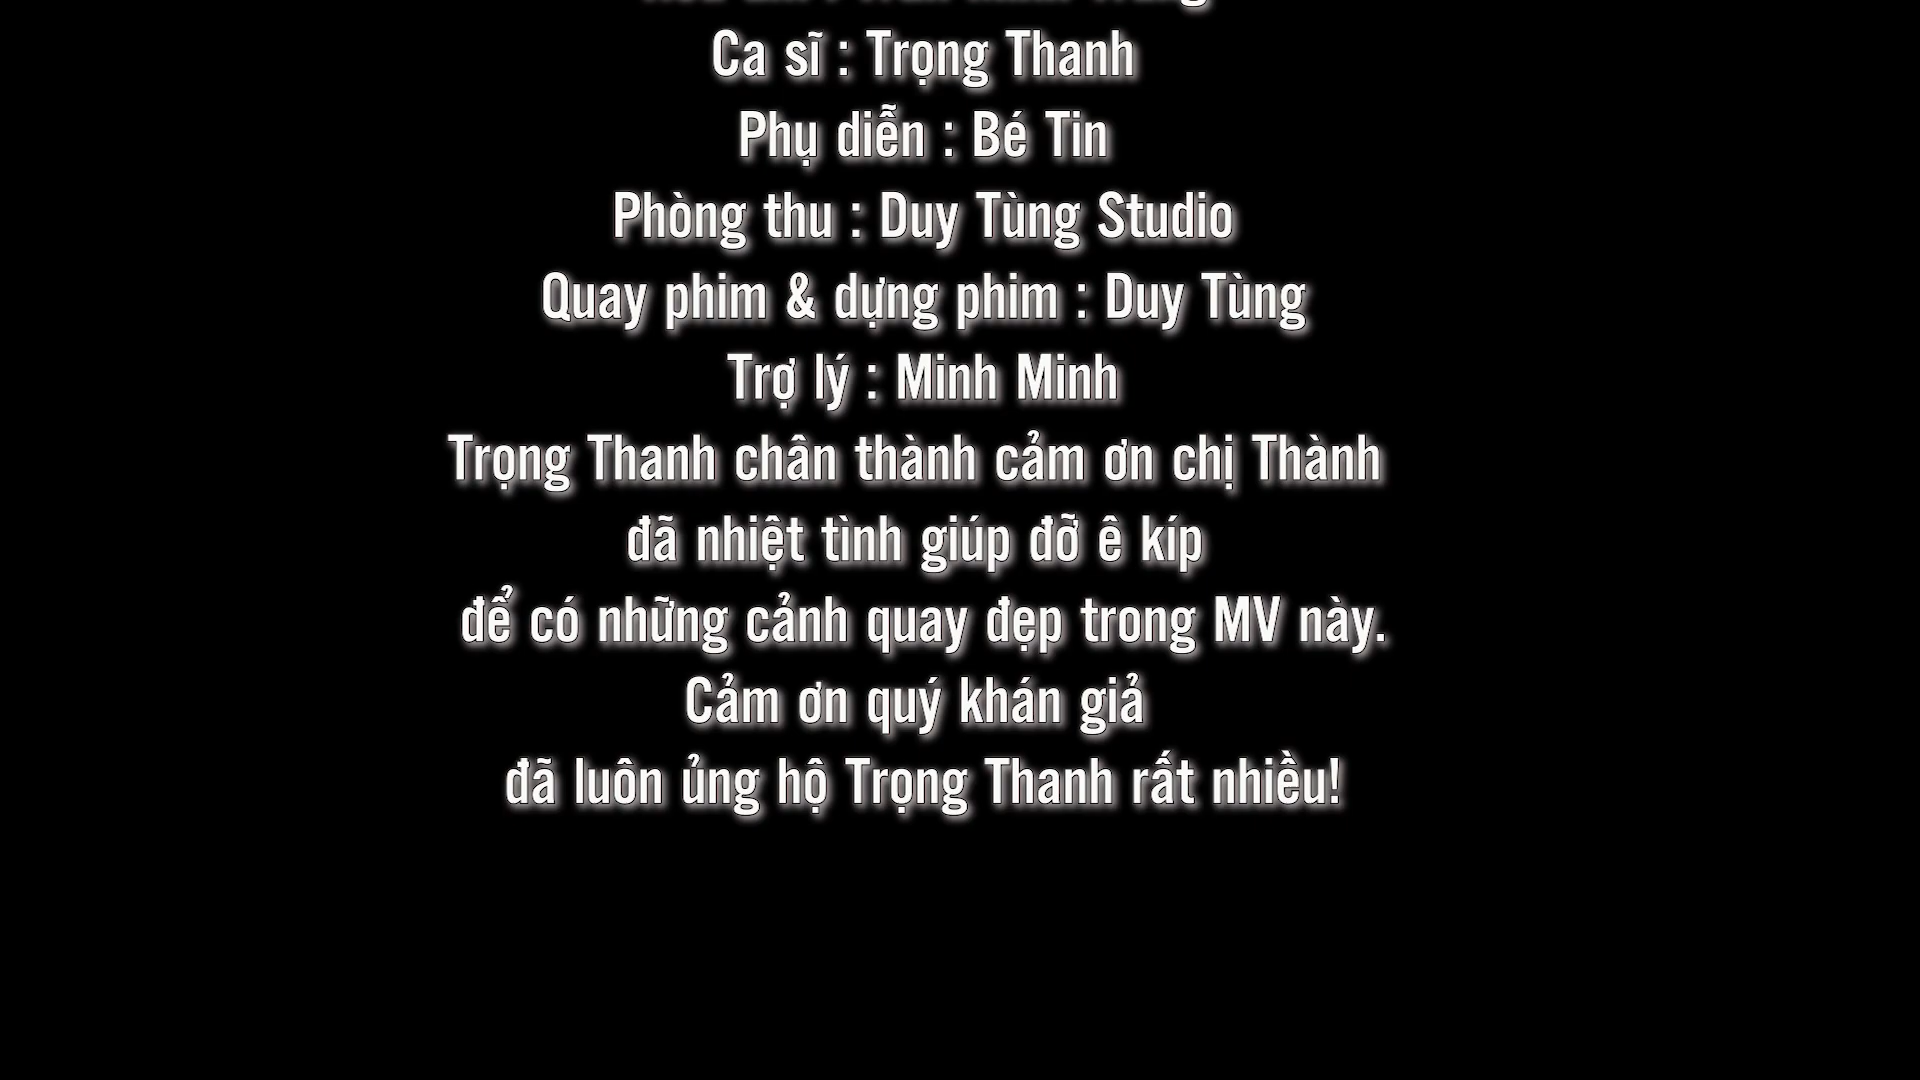 Ca sĩ : Trọng Thanh
Phụ diễn : Bé Tin
Phòng thu : Duy Tùng Studio
Quay phim & dựng phim : Duy Tùng
Trợ lý : Minh Minh
Trọng Thanh chân thành cảm ơn chị Thành
đã nhiệt tình giúp đỡ ê kíp
để có những cảnh quay đẹp trong MV này.
Cảm ơn quý khán giả
đã luôn ủng hộ Trọng Thanh rất nhiều!